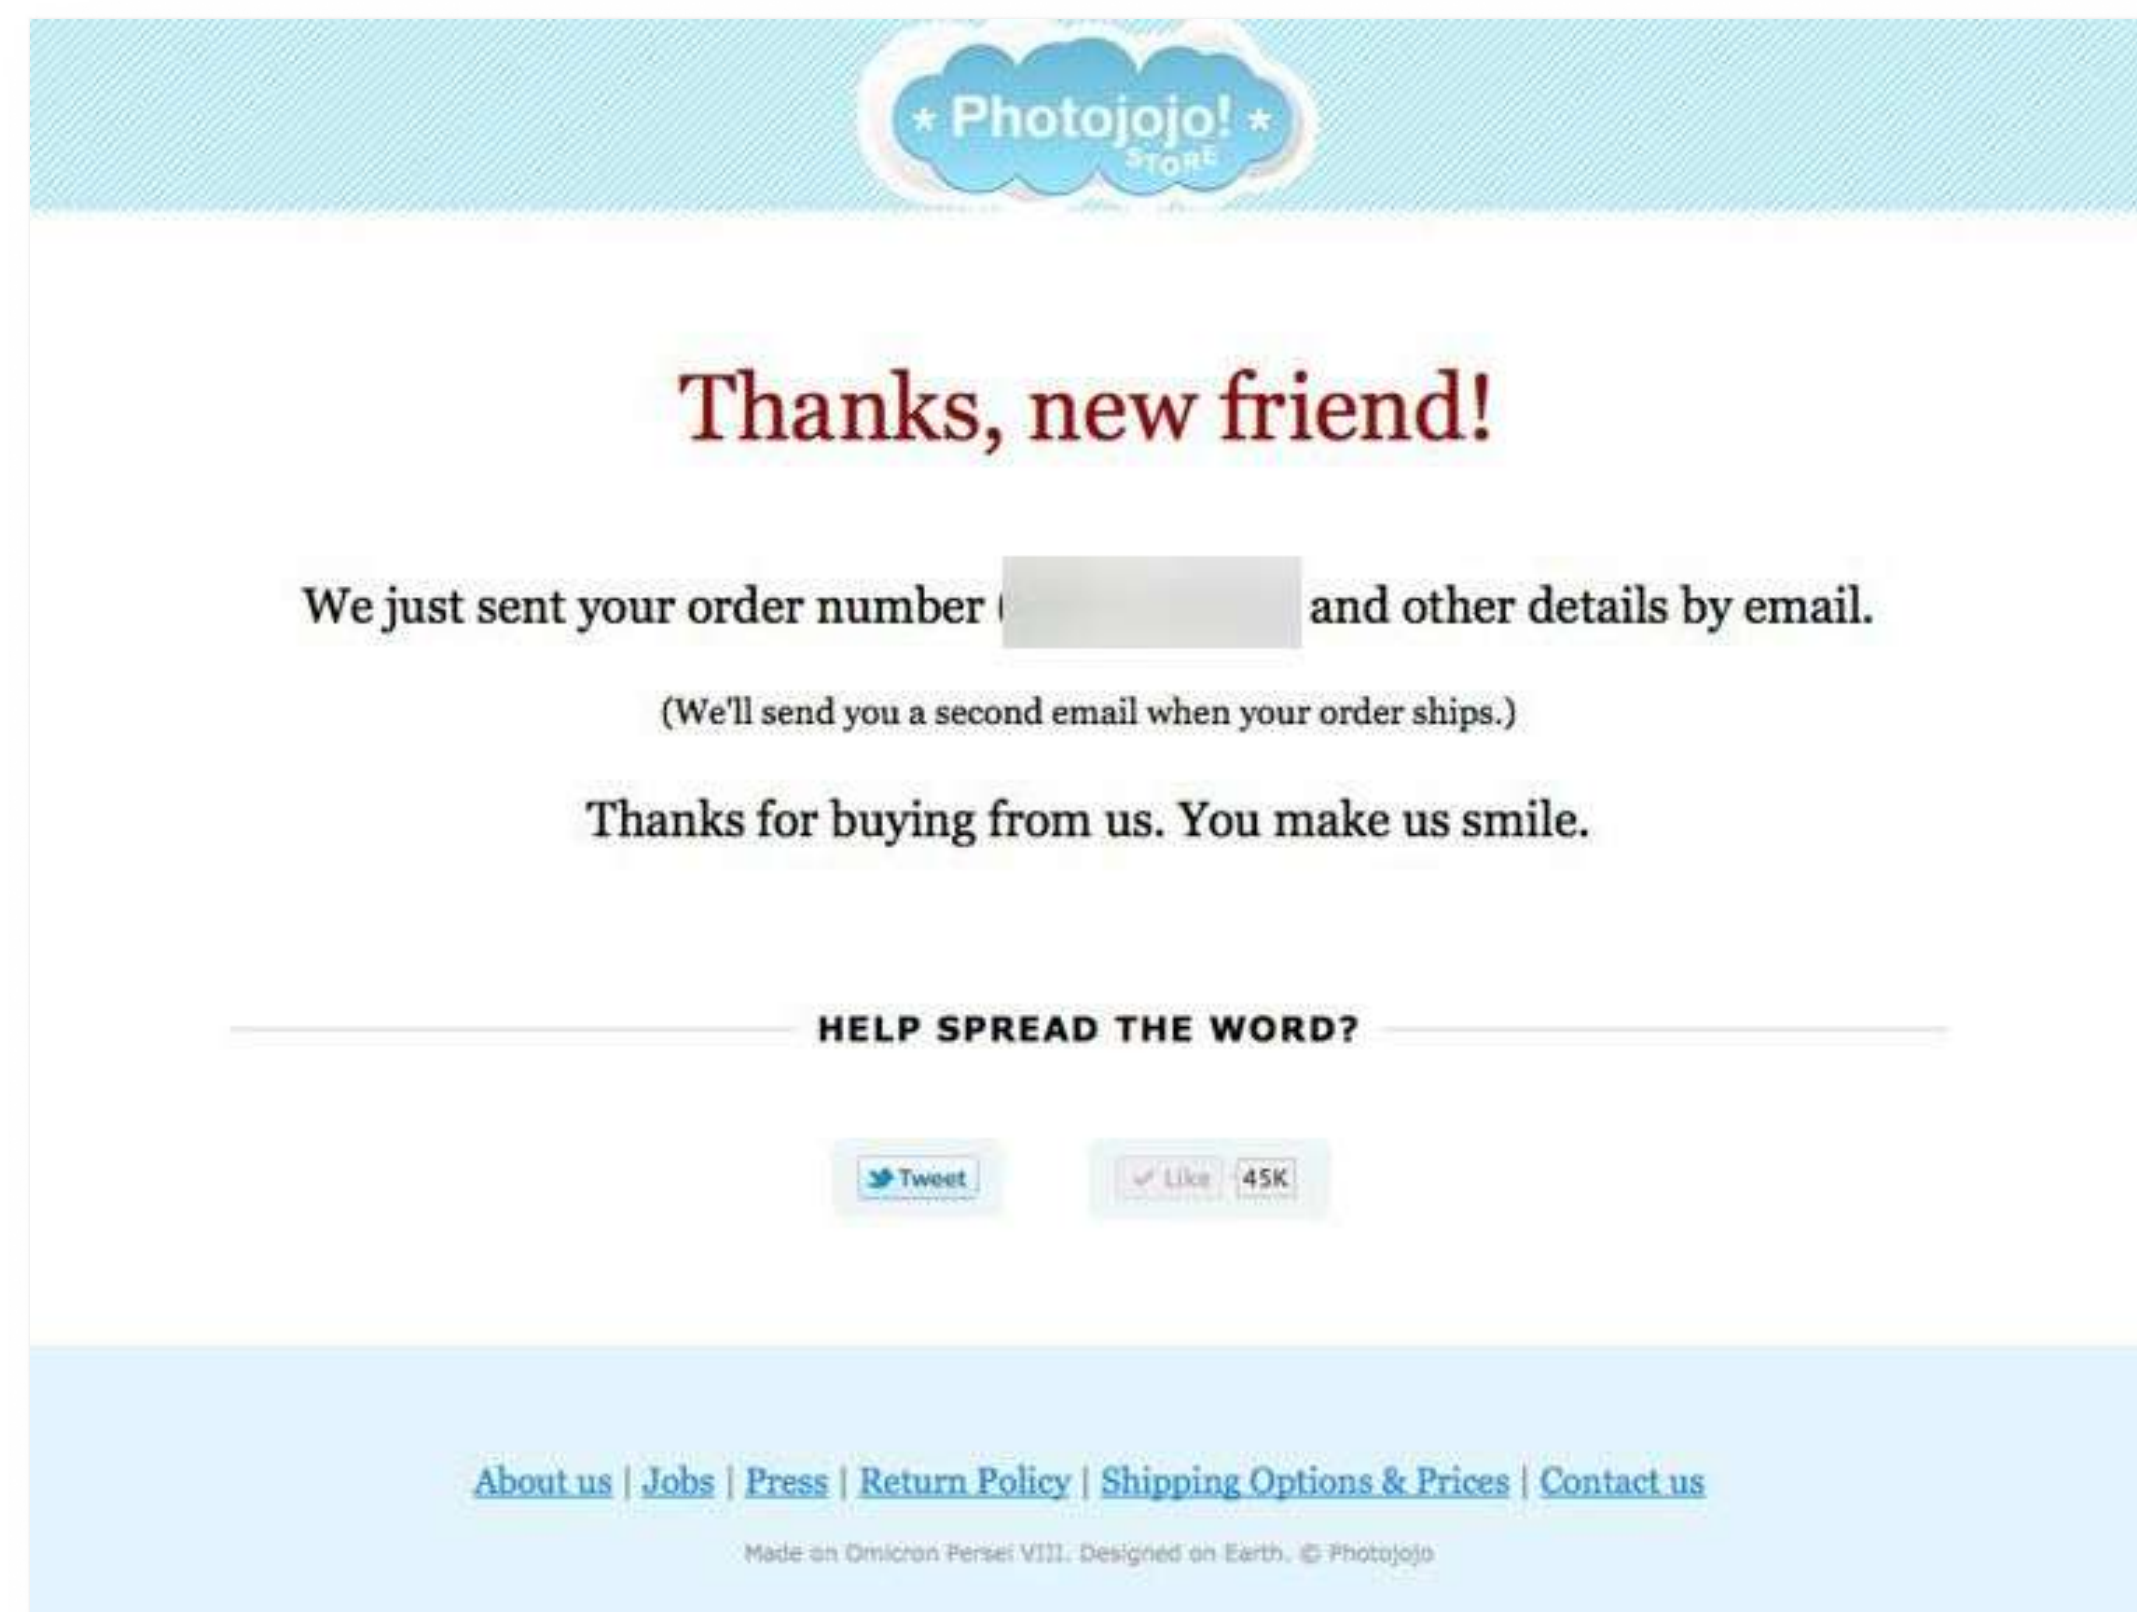 * Photojojo! *
STORE
Thanks, new friend!
We just sent your order number ( and other details by email.
(We'll send you a second email when your order ships.)
Thanks for buying from us. You make us smile.
HELP SPREAD THE WORD?
Tweet Like 45K
About us | Jobs | Press | Return Policy | Shipping Options & Prices | Contact us
Made on Omicron Persei VIII. Designed on Earth. © Photojojo